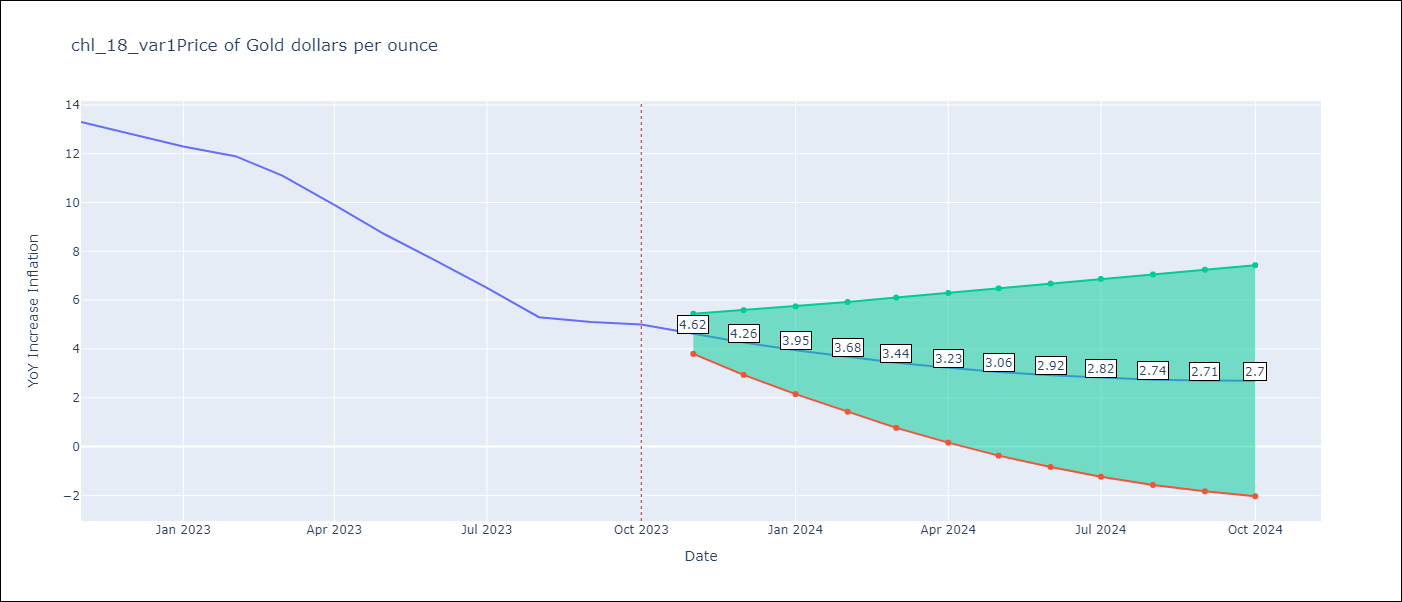 chl_18_var1Price of Gold dollars per ounce
14
12
10
8
6
4
2
0
−2
YoY Increase Inflation
4.62
4.26
3.95
3.68
3.44
3.23
3.06
2.92
2.82
2.74
2.71
2.7
Jan 2023
Apr 2023
Jul 2023
Oct 2023
Jan 2024
Apr 2024
Jul 2024
Oct 2024
Date